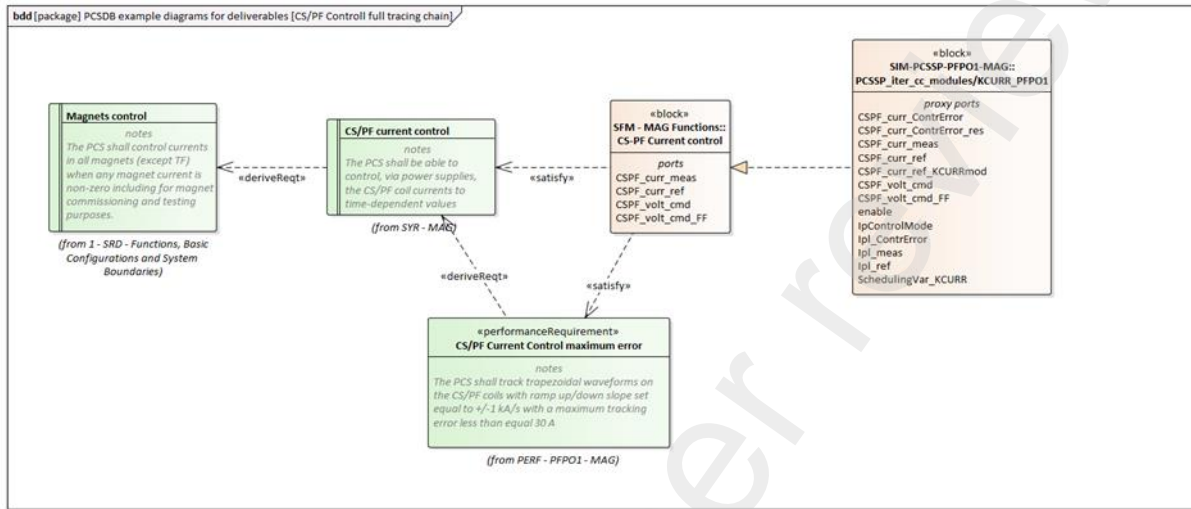 bdd [package] PCSDB example diagrams for deliverables [CS/PF Controll full tracing chain]
«block»
SIM-PCSSP-PFPO1-MAG::
PCSSP_iter_cc_modules/KCURR_PFPO1
proxy ports
CSPF_curr_ContrError
CSPF_curr_ContrError_res
CSPF_curr_meas
CSPF_curr_ref
CSPF_curr_ref_KCURRmod
CSPF_volt_cmd
CSPF_volt_cmd_FF
enable
IpControlMode
Ipl_ContrError
Ipl_meas
Ipl_ref
SchedulingVar_KCURR
Magnets control
notes
The PCS shall control currents
in all magnets (except TF)
when any magnet current is
non-zero including for magnet
commissioning and testing
purposes.
(from 1 - SRD - Functions, Basic
Configurations and System
Boundaries)
«deriveReqt»
CS/PF current control
notes
The PCS shall be able to
control, via power supplies,
the CS/PF coil currents to
time-dependent values
(from SYR - MAG)
«satisfy»
«block»
SFM - MAG Functions::
CS-PF Current control
ports
CSPF_curr_meas
CSPF_curr_ref
CSPF_volt_cmd
CSPF_volt_cmd_FF
«deriveReqt»
«satisfy»
«performanceRequirement»
CS/PF Current Control maximum error
notes
The PCS shall track trapezoidal waveforms on
the CS/PF coils with ramp up/down slope set
equal to +/-1 kA/s with a maximum tracking
error less than equal 30 A
(from PERF - PFPO1 - MAG)
er review